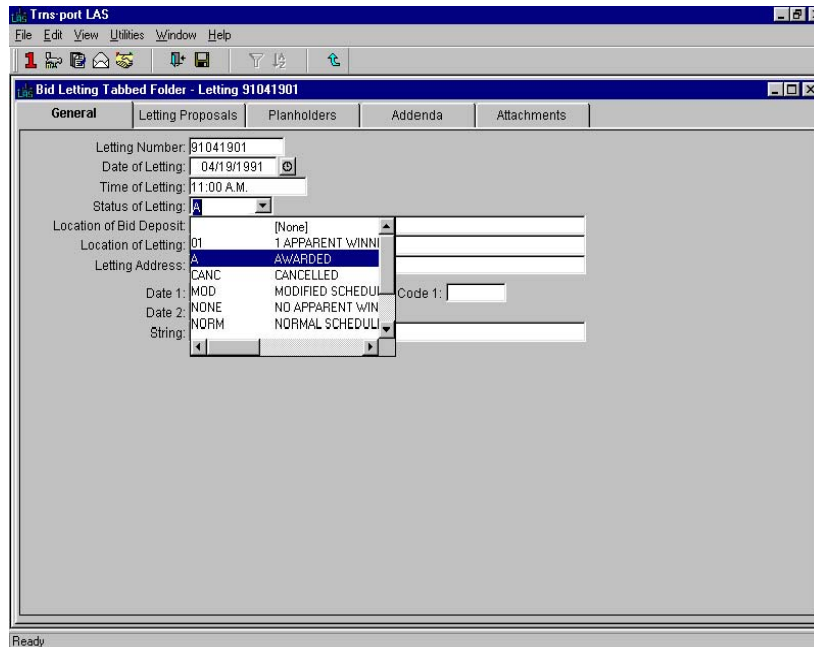 Trns·port LAS
File Edit View Utilities Window Help
Bid Letting Tabbed Folder - Letting 91041901
General Letting Proposals Planholders Addenda Attachments
Letting Number: 91041901
Date of Letting: 04/19/1991
Time of Letting: 11:00 A.M.
Status of Letting: A
Location of Bid Deposit:
[None]
Location of Letting: 01 1 APPARENT WINNI
Letting Address: A AWARDED
CANC CANCELLED
Date 1: MOD MODIFIED SCHEDUL Code 1:
Date 2: NONE NO APPARENT WIN
String: NORM NORMAL SCHEDULI
Ready